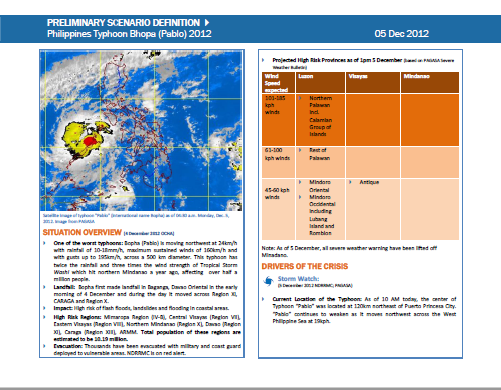 PRELIMINARY SCENARIO DEFINITION
Philippines Typhoon Bhopa (Pablo) 2012
05 Dec 2012
Satellite image of typhoon "Pablo" (International name Bopha) as of 04:30 a.m. Monday, Dec. 3,
2012. Image from PAGASA
SITUATION OVERVIEW (4 December 2012 OCHA)
One of the worst typhoons: Bopha (Pablo) is moving northwest at 24km/h
with rainfall of 10-18mm/h, maximum sustained winds of 160km/h and
with gusts up to 195km/h, across a 500 km diameter. This typhoon has
twice the rainfall and three times the wind strength of Tropical Storm
Washi which hit northern Mindanao a year ago, affecting over half a
million people.
Landfall: Bopha first made landfall in Baganga, Davao Oriental in the early
morning of 4 December and during the day it moved across Region XI,
CARAGA and Region X.
Impact: High risk of flash floods, landslides and flooding in coastal areas.
High Risk Regions: Mimaropa Region (IV-B), Central Visayas (Region VII),
Eastern Visayas (Region VIII), Northern Mindanao (Region X), Davao (Region
XI), Caraga (Region XIII), ARMM. Total population of these regions are
estimated to be 10.19 million.
Evacuation: Thousands have been evacuated with military and coast guard
deployed to vulnerable areas. NDRRMC is on red alert.
Projected High Risk Provinces as of 1pm 5 December (based on PAGASA Severe
Weather Bulletin)
Wind Speed expected Luzon Visayas Mindanao
101-185 kph winds
Northern Palawan incl. Calamian Group of Islands
61-100 kph winds
Rest of Palawan
45-60 kph winds
Mindoro Oriental
Mindoro Occidental including Lubang Island and Romblon
Antique
Note: As of 5 December, all severe weather warning have been lifted off
Minadano.
DRIVERS OF THE CRISIS
Storm Watch:
(5 December 2012 NDRRMC, PAGASA)
Current Location of the Typhoon: As of 10 AM today, the center of
Typhoon "Pablo" was located at 120km northeast of Puerto Princesa City.
"Pablo" continues to weaken as it moves northwest across the West
Philippine Sea at 19kph.